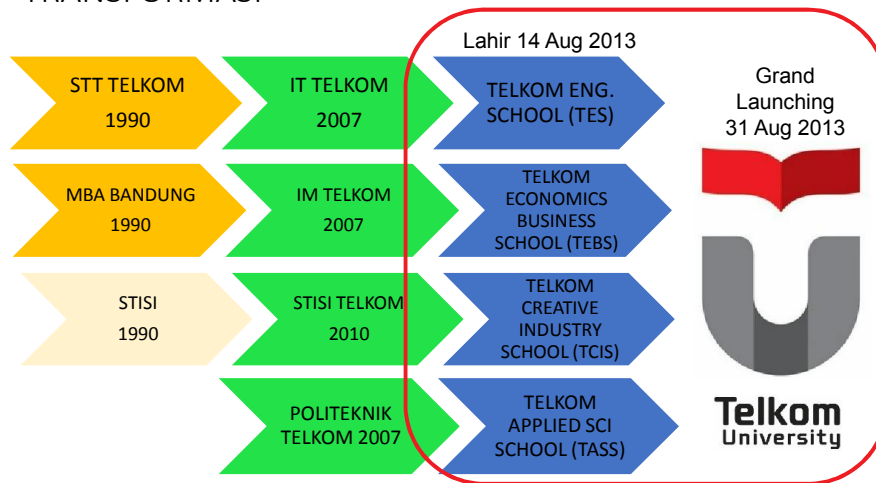 TRANSFORMASI
Lahir 14 Aug 2013
STT TELKOM
1990
IT TELKOM
2007
TELKOM ENG.
SCHOOL (TES)
Grand
Launching
31 Aug 2013
MBA BANDUNG
1990
IM TELKOM
2007
TELKOM
ECONOMICS
BUSINESS
SCHOOL (TEBS)
STISI
1990
STISI TELKOM
2010
TELKOM
CREATIVE
INDUSTRY
SCHOOL (TCIS)
POLITEKNIK
TELKOM 2007
TELKOM
APPLIED SCI
SCHOOL (TASS)
Telkom
University